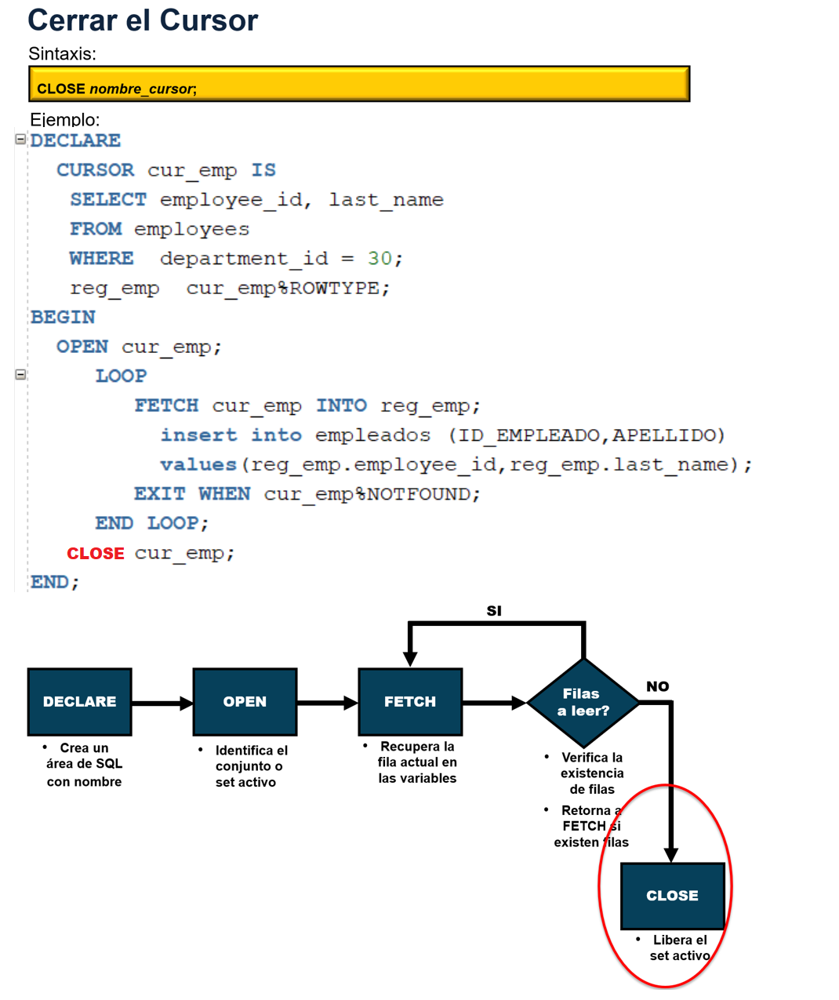 Cerrar el Cursor
Sintaxis:
CLOSE nombre_cursor;
Ejemplo:
DECLARE
CURSOR cur_emp IS
SELECT employee_id, last_name
FROM employees
WHERE department_id = 30;
reg_emp cur_emp%ROWTYPE;
BEGIN
OPEN cur_emp;
LOOP
FETCH cur_emp INTO reg_emp;
insert into empleados (ID_EMPLEADO,APELLIDO)
values(reg_emp.employee_id,reg_emp.last_name);
EXIT WHEN cur_emp%NOTFOUND;
END LOOP;
CLOSE cur_emp;
END;
SI
DECLARE
OPEN
FETCH
Filas
a leer?
NO
• Crea un
área de SQL
con nombre
• Identifica el
conjunto o
set activo
• Recupera la
fila actual en
las variables
• Verifica la
existencia
de filas
• Retorna a
FETCH si
existen filas
CLOSE
• Libera el
set activo